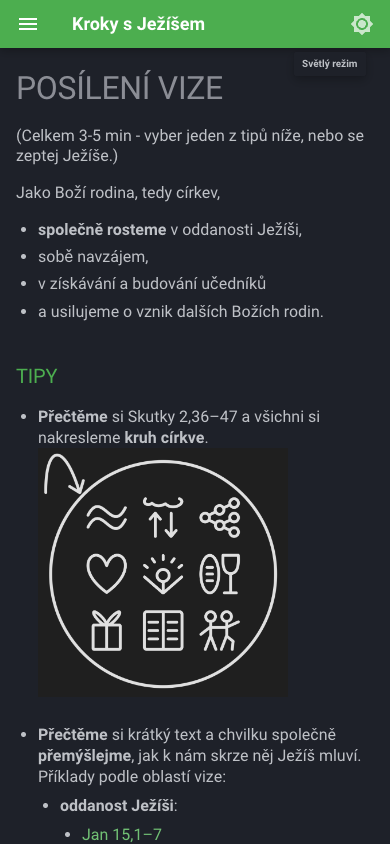 Kroky s Ježíšem
Světlý režim
POSÍLENÍ VIZE
(Celkem 3-5 min - vyber jeden z tipů níže, nebo se
zeptej Ježíše.)
Jako Boží rodina, tedy církev,
společně rosteme v oddanosti Ježíši,
sobě navzájem,
v získávání a budování učedníků
a usilujeme o vznik dalších Božích rodin.
TIPY
Přečtěme si Skutky 2,36–47 a všichni si
nakresleme kruh církve.
Přečtěme si krátký text a chvilku společně
přemýšlejme, jak k nám skrze něj Ježíš mluví.
Příklady podle oblastí vize:
oddanost Ježíši:
Jan 15,1–7